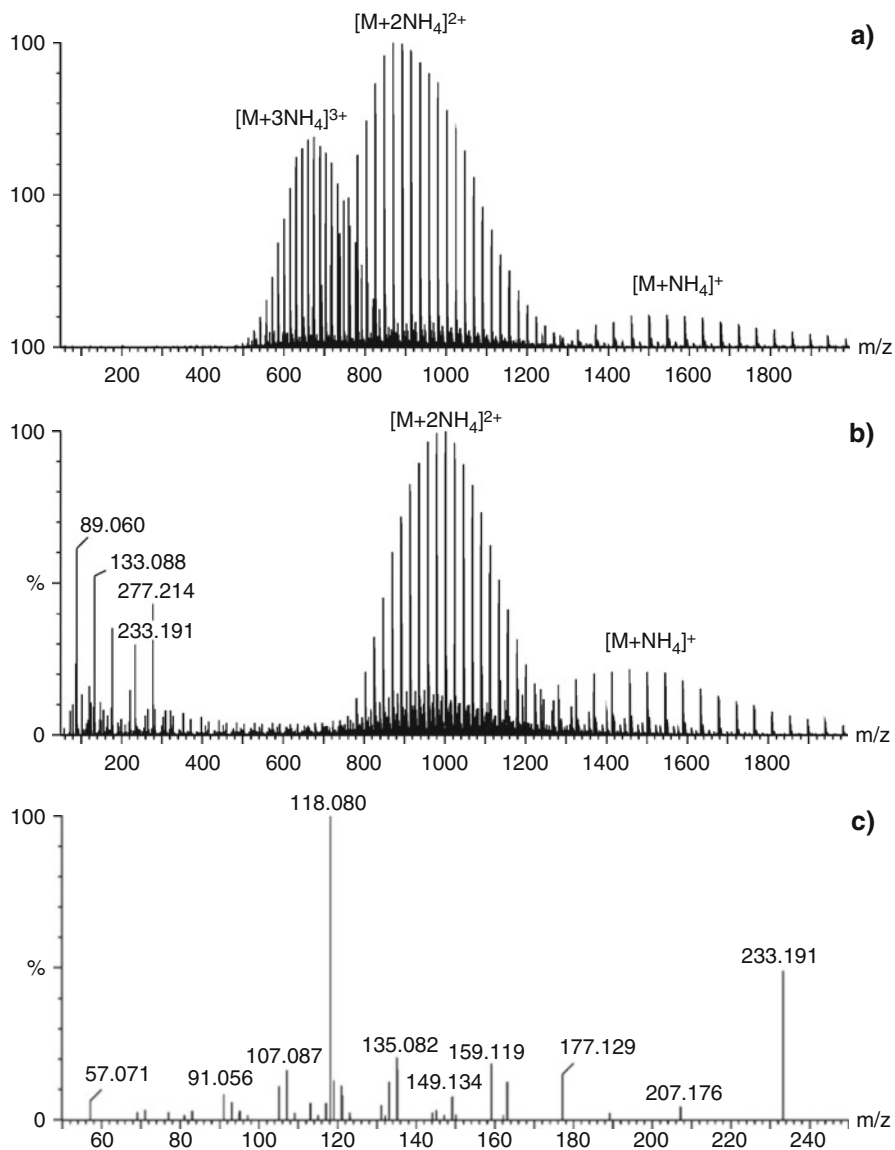 [M+2NH₄]²⁺
a)
100
[M+3NH₄]³⁺
100
[M+NH₄]⁺
100
200 400 600 800 1000 1200 1400 1600 1800 m/z
[M+2NH₄]²⁺
b)
100
89.060
133.088
% 277.214
233.191
[M+NH₄]⁺
0
200 400 600 800 1000 1200 1400 1600 1800 m/z
118.080
c)
100
% 233.191
107.087 135.082 159.119 177.129
57.071 91.056 149.134 207.176
0
60 80 100 120 140 160 180 200 220 240 m/z